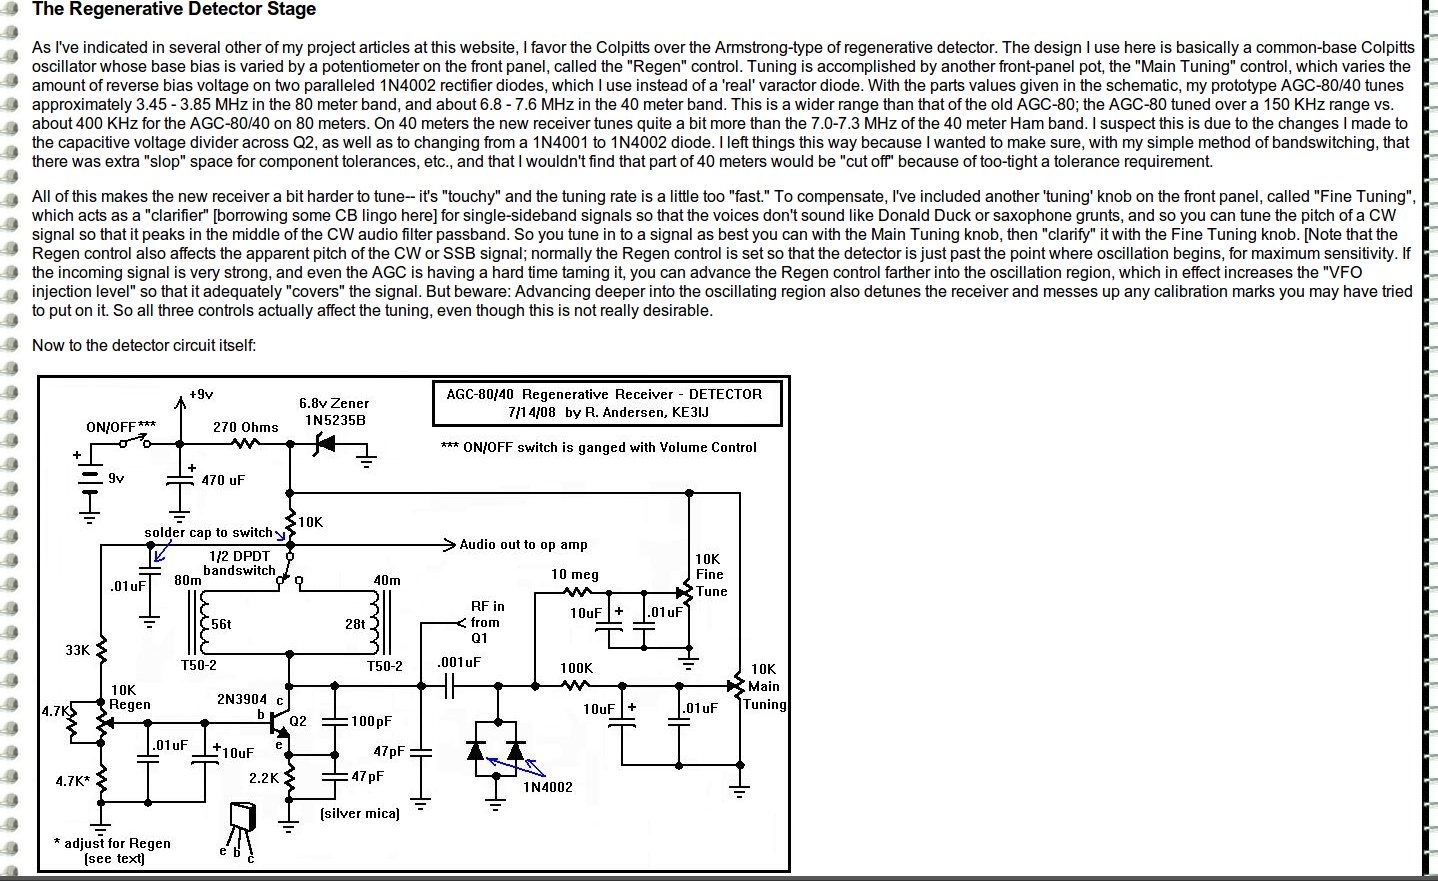 The Regenerative Detector Stage
As I've indicated in several other of my project articles at this website, I favor the Colpitts over the Armstrong-type of regenerative detector. The design I use here is basically a common-base Colpitts
oscillator whose base bias is varied by a potentiometer on the front panel, called the "Regen" control. Tuning is accomplished by another front-panel pot, the "Main Tuning" control, which varies the
amount of reverse bias voltage on two paralleled 1N4002 rectifier diodes, which I use instead of a 'real' varactor diode. With the parts values given in the schematic, my prototype AGC-80/40 tunes
approximately 3.45 - 3.85 MHz in the 80 meter band, and about 6.8 - 7.6 MHz in the 40 meter band. This is a wider range than that of the old AGC-80; the AGC-80 tuned over a 150 KHz range vs.
about 400 KHz for the AGC-80/40 on 80 meters. On 40 meters the new receiver tunes quite a bit more than the 7.0-7.3 MHz of the 40 meter Ham band. I suspect this is due to the changes I made to
the capacitive voltage divider across Q2, as well as to changing from a 1N4001 to 1N4002 diode. I left things this way because I wanted to make sure, with my simple method of bandswitching, that
there was extra "slop" space for component tolerances, etc., and that I wouldn't find that part of 40 meters would be "cut off" because of too-tight a tolerance requirement.
All of this makes the new receiver a bit harder to tune-- it's "touchy" and the tuning rate is a little too "fast." To compensate, I've included another 'tuning' knob on the front panel, called "Fine Tuning",
which acts as a "clarifier" [borrowing some CB lingo here] for single-sideband signals so that the voices don't sound like Donald Duck or saxophone grunts, and so you can tune the pitch of a CW
signal so that it peaks in the middle of the CW audio filter passband. So you tune in to a signal as best you can with the Main Tuning knob, then "clarify" it with the Fine Tuning knob. [Note that the
Regen control also affects the apparent pitch of the CW or SSB signal; normally the Regen control is set so that the detector is just past the point where oscillation begins, for maximum sensitivity. If
the incoming signal is very strong, and even the AGC is having a hard time taming it, you can advance the Regen control farther into the oscillation region, which in effect increases the "VFO
injection level" so that it adequately "covers" the signal. But beware: Advancing deeper into the oscillating region also detunes the receiver and messes up any calibration marks you may have tried
to put on it. So all three controls actually affect the tuning, even though this is not really desirable.
Now to the detector circuit itself:
AGC-80/40 Regenerative Receiver - DETECTOR
7/14/08 by R. Andersen, KE3IJ
*** ON/OFF switch is ganged with Volume Control
+9v
6.8v Zener
1N5235B
ON/OFF***
270 Ohms
+
9v
+
470 uF
10K
solder cap to switch
Audio out to op amp
1/2 DPDT
bandswitch
.01uF
80m
40m
10 meg
10K
Fine
Tune
56t
28t
RF in
from
Q1
10uF
+
.01uF
33K
T50-2
T50-2
.001uF
100K
10K
Main
Tuning
10K
Regen
4.7K
2N3904
c
b
Q2
e
100pF
10uF
+
.01uF
.01uF
+
10uF
47pF
4.7K*
2.2K
47pF
1N4002
(silver mica)
* adjust for Regen
(see text)
e
b
c